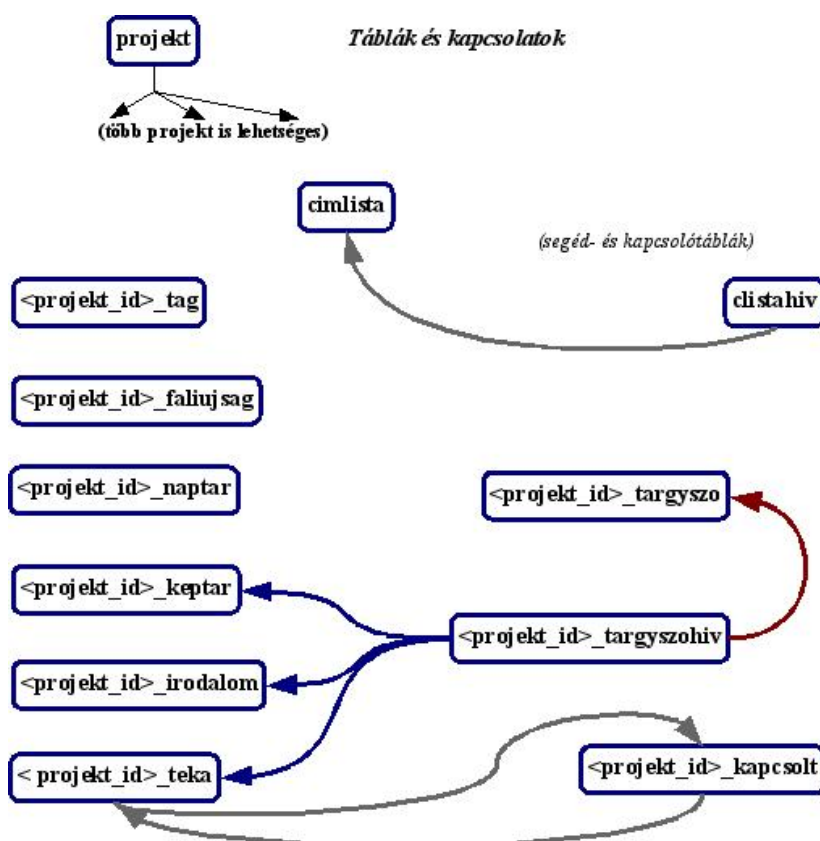 projekt
Táblák és kapcsolatok
(több projekt is lehetséges)
cimlista
(segéd- és kapcsolótáblák)
<projekt_id>_tag
clistahiv
<projekt_id>_faliujsag
<projekt_id>_naptar
<projekt_id>_targyszo
<projekt_id>_keptar
<projekt_id>_targyszohiv
<projekt_id>_irodalom
< projekt_id>_teka
<projekt_id>_kapcsolt